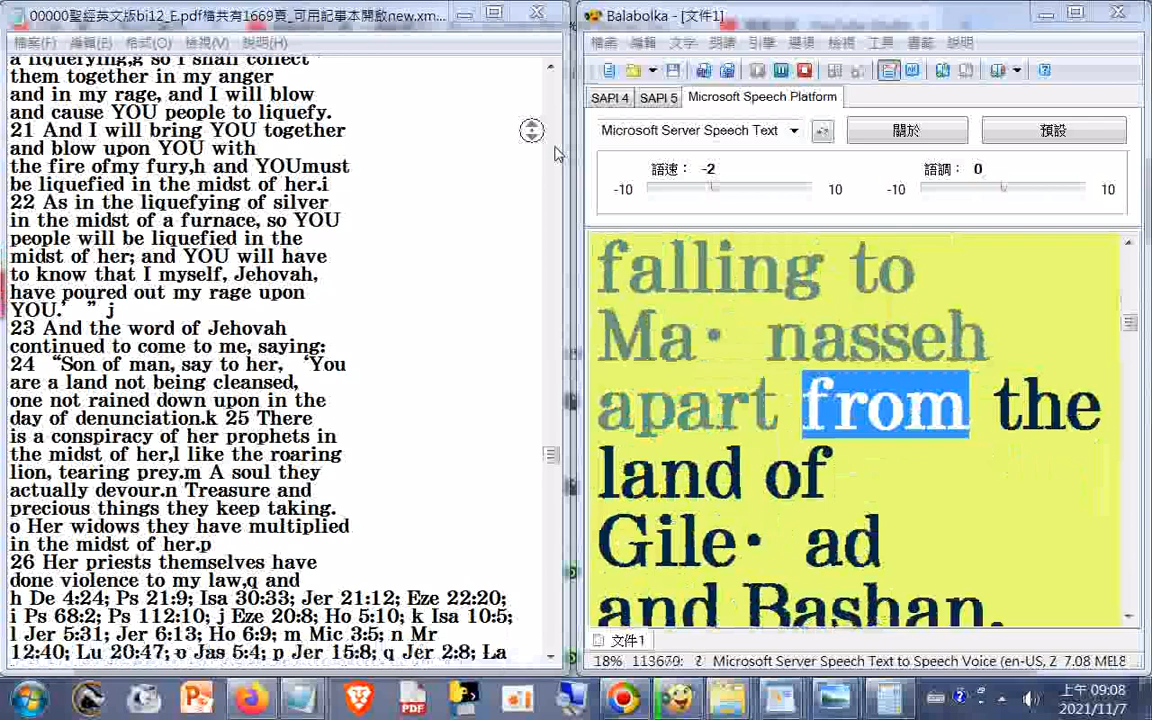 00000聖經英文版bi12_E.pdf檔共有1669頁_可用記事本開啟new.xm...
檔案(F) 編輯(E) 格式(O) 檢視(V) 說明(H)
a liquefying,g so I shall collect
them together in my anger
and in my rage, and I will blow
and cause YOU people to liquefy.
21 And I will bring YOU together
and blow upon YOU with
the fire ofmy fury,h and YOUmust
be liquefied in the midst of her.i
22 As in the liquefying of silver
in the midst of a furnace, so YOU
people will be liquefied in the
midst of her; and YOU will have
to know that I myself, Jehovah,
have poured out my rage upon
YOU.’ ” j
23 And the word of Jehovah
continued to come to me, saying:
24 “Son of man, say to her, ‘You
are a land not being cleansed,
one not rained down upon in the
day of denunciation.k 25 There
is a conspiracy of her prophets in
the midst of her,l like the roaring
lion, tearing prey.m A soul they
actually devour.n Treasure and
precious things they keep taking.
o Her widows they have multiplied
in the midst of her.p
26 Her priests themselves have
done violence to my law,q and
h De 4:24; Ps 21:9; Isa 30:33; Jer 21:12; Eze 22:20;
i Ps 68:2; Ps 112:10; j Eze 20:8; Ho 5:10; k Isa 10:5;
l Jer 5:31; Jer 6:13; Ho 6:9; m Mic 3:5; n Mr
12:40; Lu 20:47; o Jas 5:4; p Jer 15:8; q Jer 2:8; La
Balabolka - [文件1]
檔案 編輯 文字 朗讀 引擎 選項 檢視 工具 書籤 說明
SAPI 4 SAPI 5 Microsoft Speech Platform
Microsoft Server Speech Text 關於 預設
語速： -2 語調： 0
-10 10 -10 10
falling to
Ma· nasseh
apart from the
land of
Gile· ad
and Bashan.
文件1
18% 113679: ? Microsoft Server Speech Text to Speech Voice (en-US, Z 7.08 MEL8
上午 09:08
2021/11/7